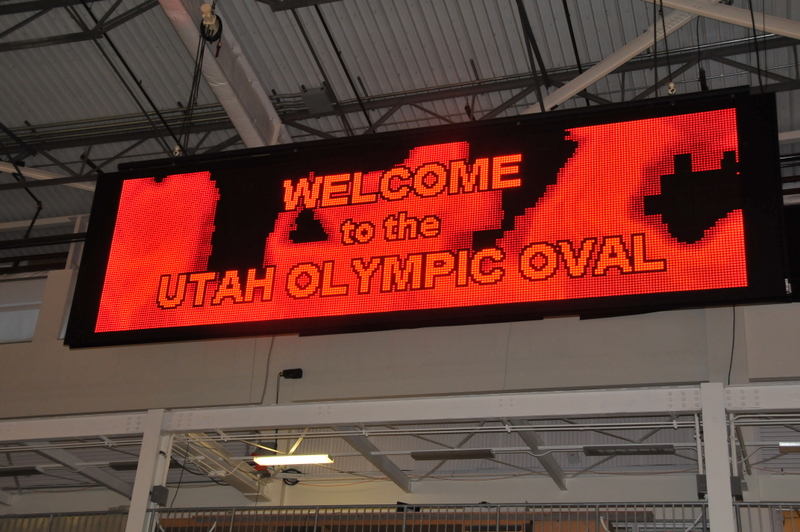 WELCOME
to the
UTAH OLYMPIC OVAL